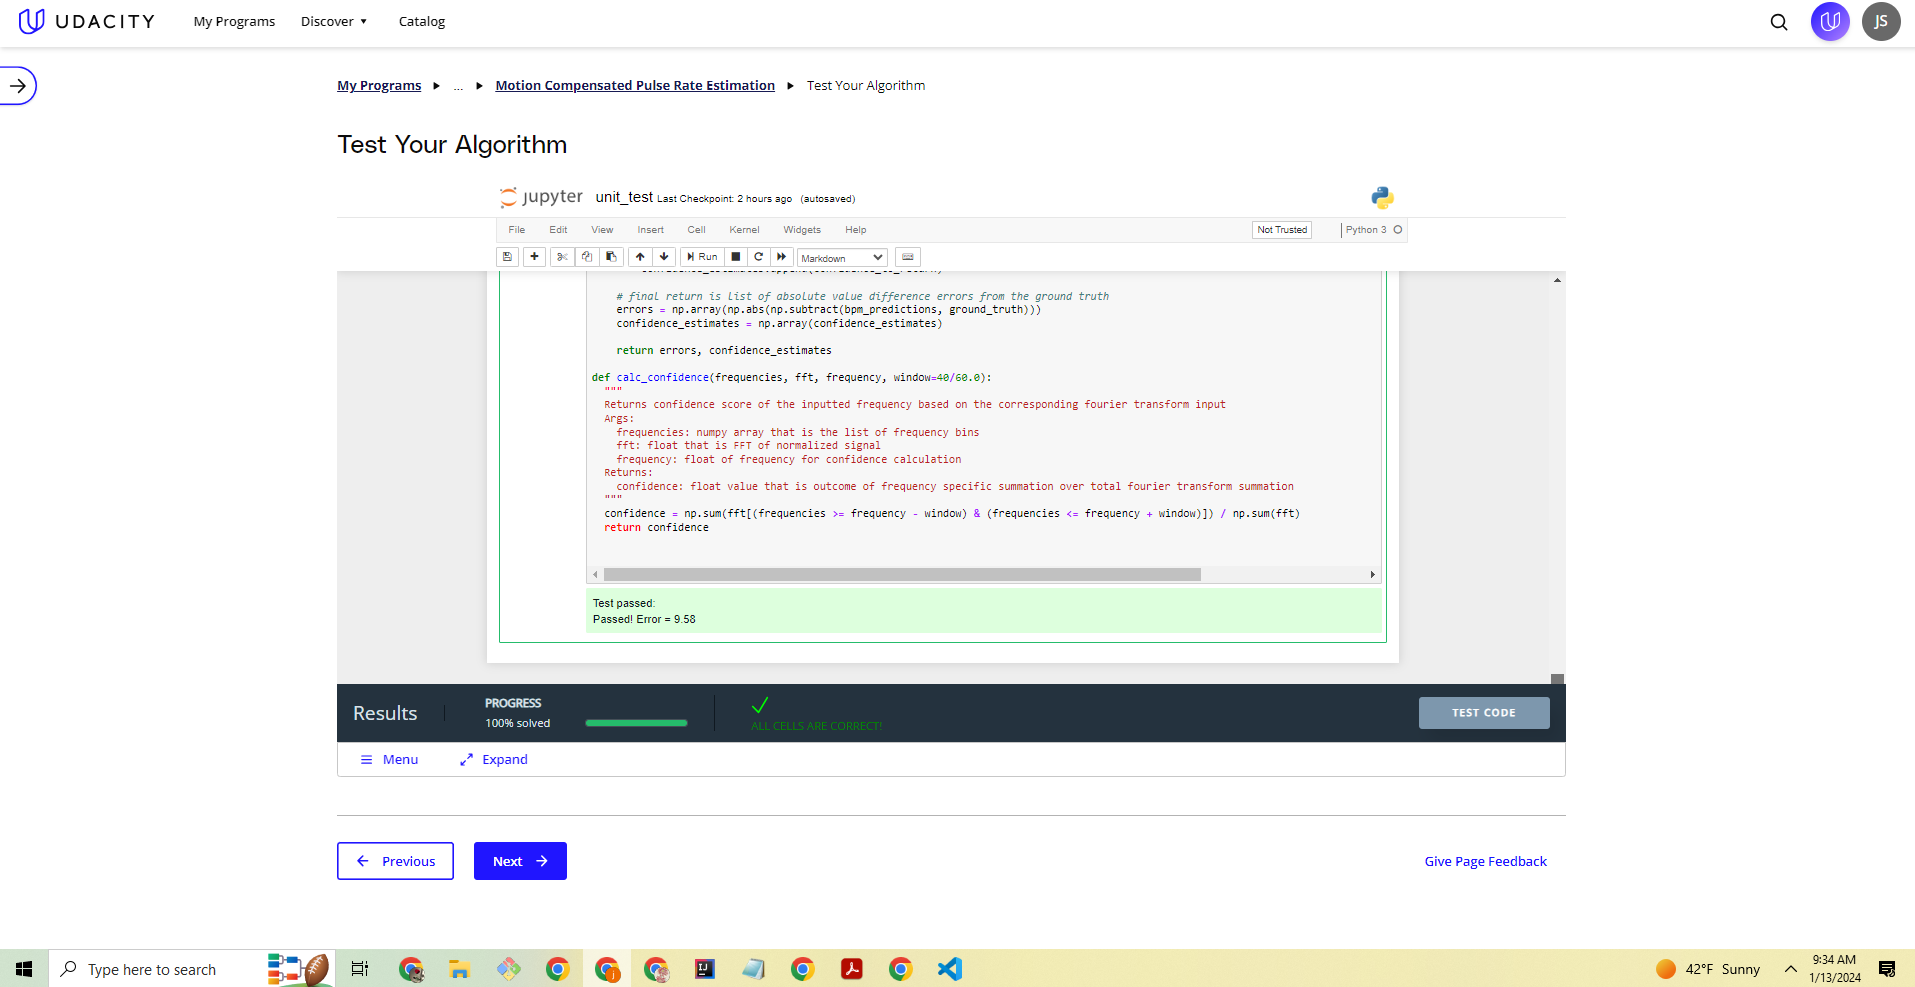 UDACITY My Programs Discover Catalog JS
My Programs ... Motion Compensated Pulse Rate Estimation Test Your Algorithm
Test Your Algorithm
jupyter unit_test Last Checkpoint: 2 hours ago (autosaved)
File Edit View Insert Cell Kernel Widgets Help Not Trusted Python 3
Run Markdown
# final return is list of absolute value difference errors from the ground truth
errors = np.array(np.abs(np.subtract(bpm_predictions, ground_truth)))
confidence_estimates = np.array(confidence_estimates)
return errors, confidence_estimates
def calc_confidence(frequencies, fft, frequency, window=40/60.0):
"""
Returns confidence score of the inputted frequency based on the corresponding fourier transform input
Args:
frequencies: numpy array that is the list of frequency bins
fft: float that is FFT of normalized signal
frequency: float of frequency for confidence calculation
Returns:
confidence: float value that is outcome of frequency specific summation over total fourier transform summation
"""
confidence = np.sum(fft[(frequencies >= frequency - window) & (frequencies <= frequency + window)]) / np.sum(fft)
return confidence
Test passed:
Passed! Error = 9.58
Results
PROGRESS
100% solved
ALL CELLS ARE CORRECT!
TEST CODE
Menu Expand
Previous Next Give Page Feedback
Type here to search 42°F Sunny
9:34 AM
1/13/2024